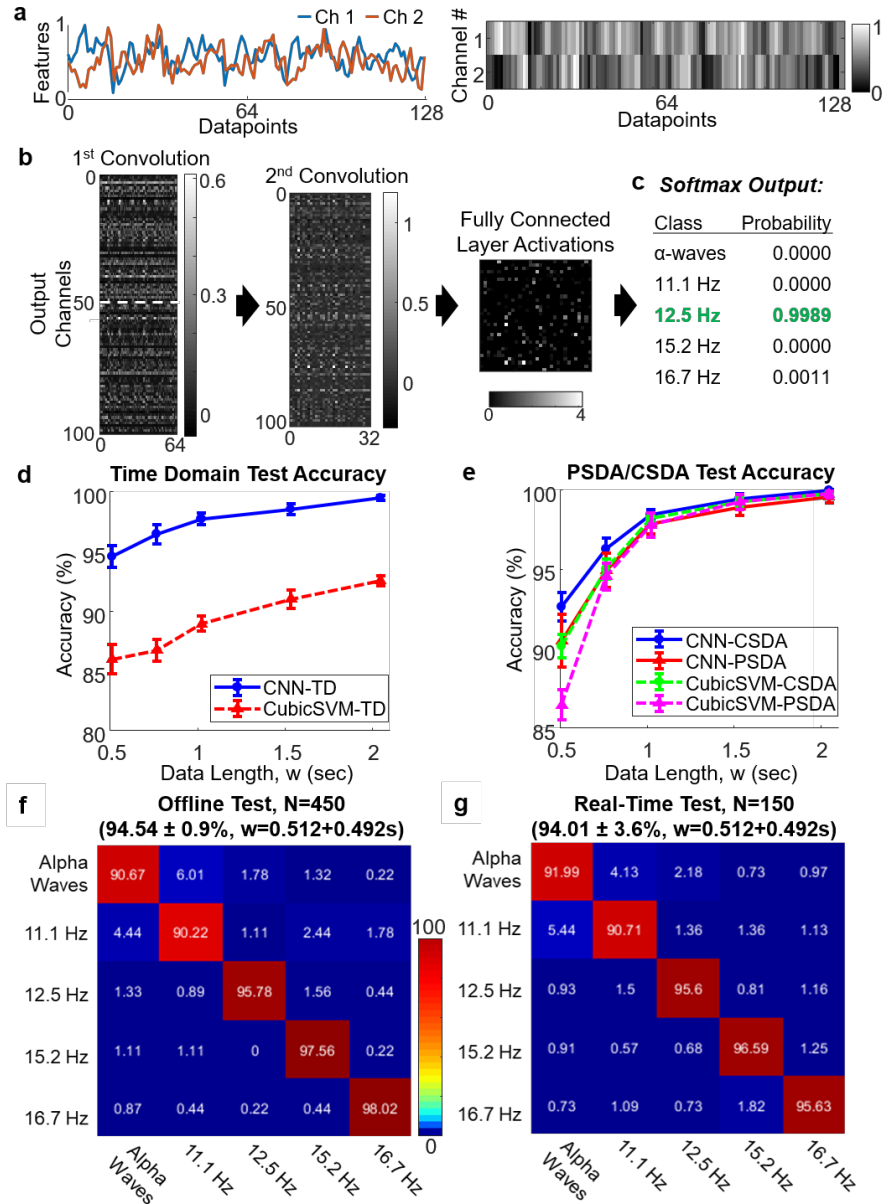 a
Ch 1
Ch 2
Features
1
0
0
64
128
Datapoints
Channel #
1
2
0
64
128
Datapoints
1
0
b
1st Convolution
0
50
100
Output
Channels
0
64
0.6
0.3
0
2nd Convolution
0
50
100
0
32
1
0.5
0
Fully Connected
Layer Activations
0
4
c
Softmax Output:
Class Probability
α-waves 0.0000
11.1 Hz 0.0000
12.5 Hz 0.9989
15.2 Hz 0.0000
16.7 Hz 0.0011
d
Time Domain Test Accuracy
100
95
90
85
80
Accuracy (%)
CNN-TD
CubicSVM-TD
0.5
1
1.5
2
Data Length, w (sec)
e
PSDA/CSDA Test Accuracy
100
95
90
85
Accuracy (%)
CNN-CSDA
CNN-PSDA
CubicSVM-CSDA
CubicSVM-PSDA
0.5
1
1.5
2
Data Length, w (sec)
f
Offline Test, N=450
(94.54 ± 0.9%, w=0.512+0.492s)
Alpha
Waves
90.67 6.01 1.78 1.32 0.22
11.1 Hz 4.44 90.22 1.11 2.44 1.78
12.5 Hz 1.33 0.89 95.78 1.56 0.44
15.2 Hz 1.11 1.11 0 97.56 0.22
16.7 Hz 0.87 0.44 0.22 0.44 98.02
Alpha
Waves
11.1 Hz
12.5 Hz
15.2 Hz
16.7 Hz
100
0
g
Real-Time Test, N=150
(94.01 ± 3.6%, w=0.512+0.492s)
Alpha
Waves
91.99 4.13 2.18 0.73 0.97
11.1 Hz 5.44 90.71 1.36 1.36 1.13
12.5 Hz 0.93 1.5 95.6 0.81 1.16
15.2 Hz 0.91 0.57 0.68 96.59 1.25
16.7 Hz 0.73 1.09 0.73 1.82 95.63
Alpha
Waves
11.1 Hz
12.5 Hz
15.2 Hz
16.7 Hz